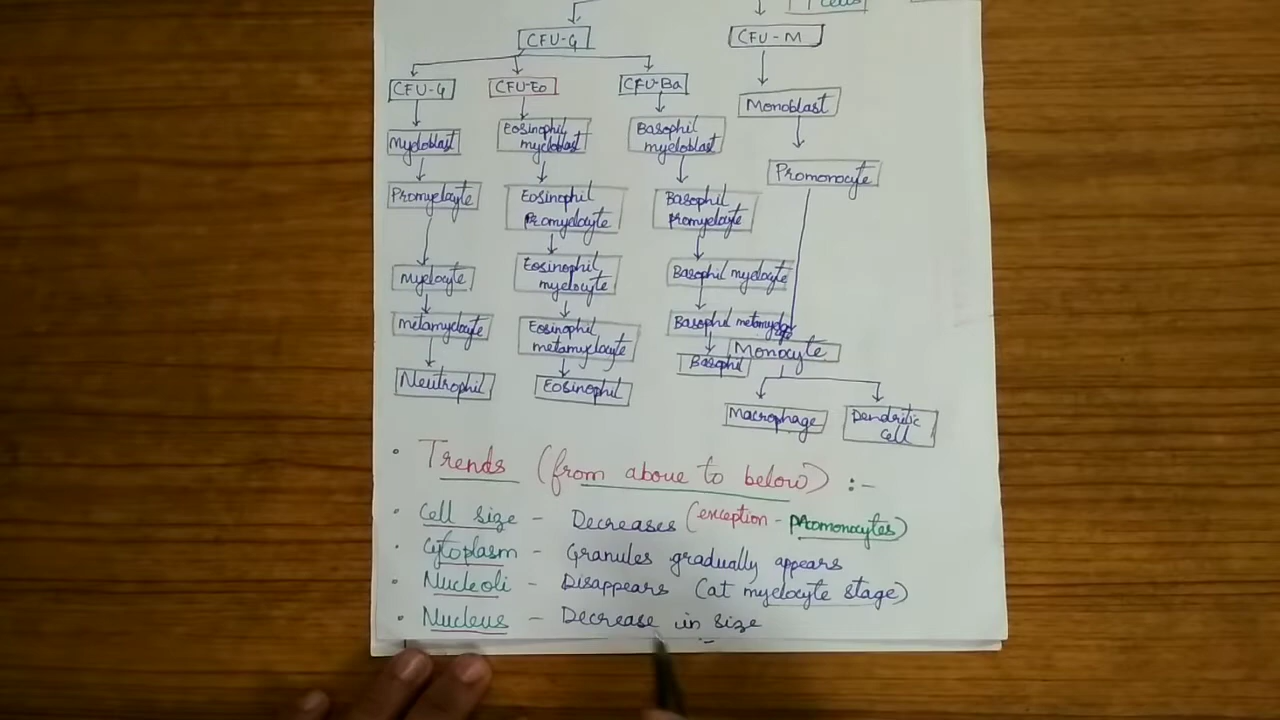 T cells
CFU-G
CFU-M
CFU-G
CFU-Eo
CFU-Ba
Monoblast
Myeloblast
Eosinophil
myeloblast
Basophil
myeloblast
Promonocyte
Promyelocyte
Eosinophil
Promyelocyte
Basophil
promyelocyte
myelocyte
Eosinophil
myelocyte
Basophil myelocyte
metamyelocyte
Eosinophil
metamyelocyte
Basophil metamyelocyte
Monocyte
Basophil
Neutrophil
Eosinophil
Macrophage
Dendritic
cell
• Trends (from above to below) :-
• Cell size - Decreases (exception - promonocytes)
• Cytoplasm - Granules gradually appears
• Nucleoli - Disappears (at myelocyte stage)
• Nucleus - Decrease in size